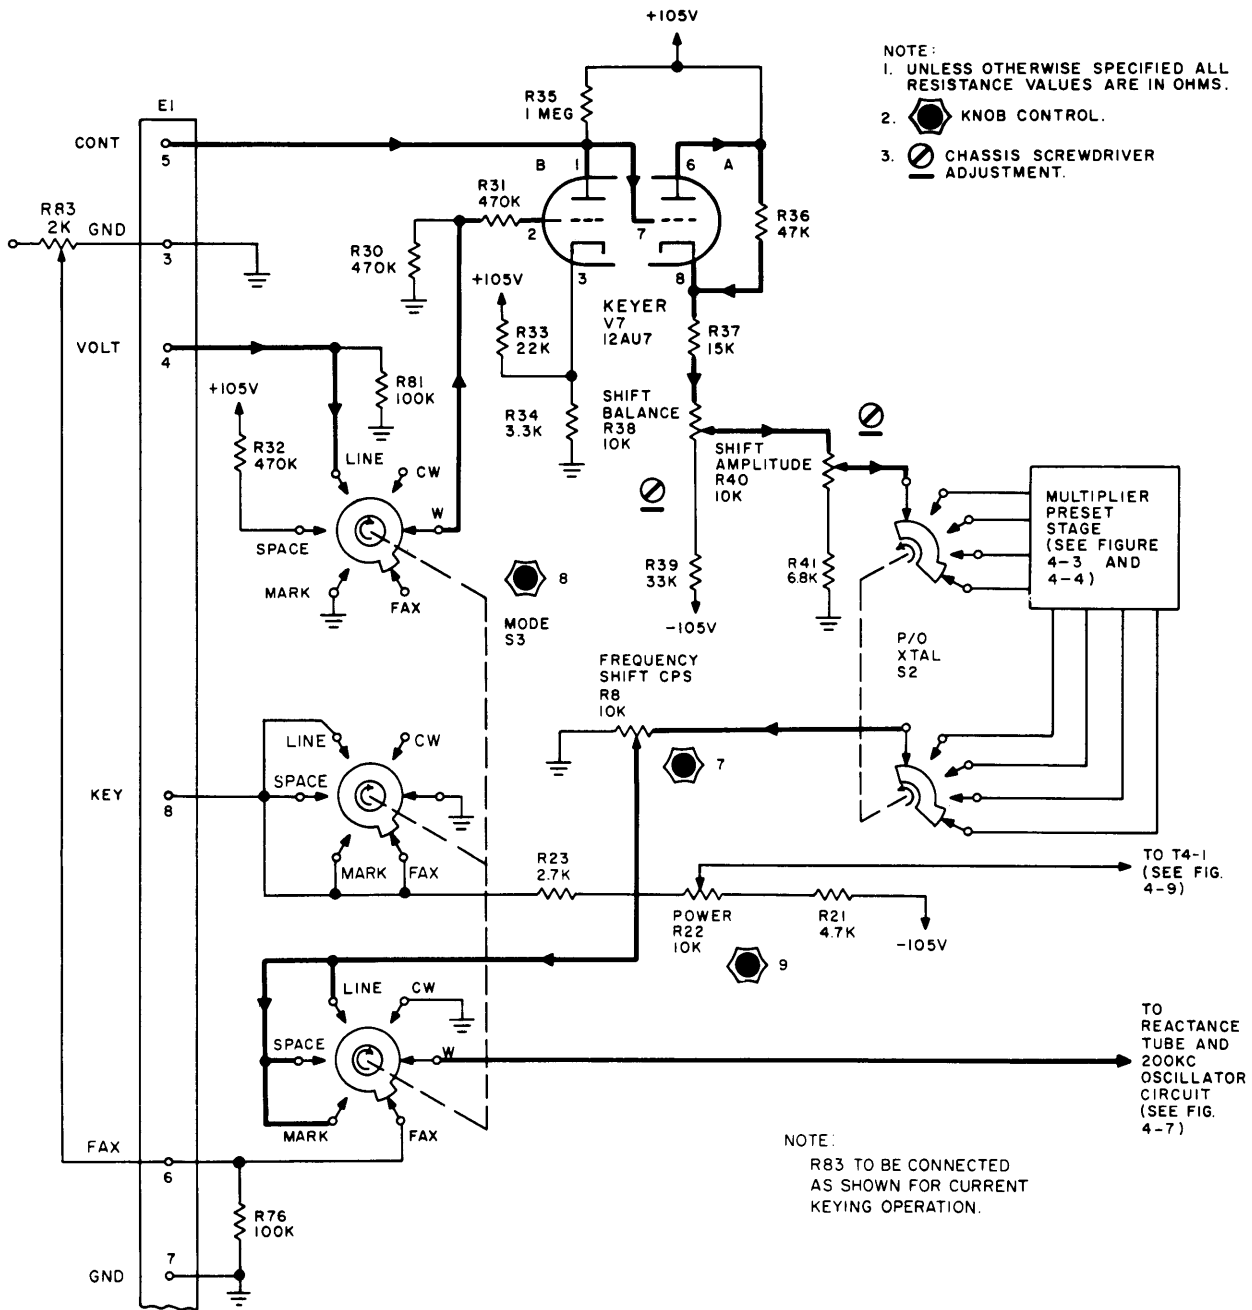 +105V
NOTE:
1. UNLESS OTHERWISE SPECIFIED ALL
RESISTANCE VALUES ARE IN OHMS.
2. KNOB CONTROL.
3. CHASSIS SCREWDRIVER
ADJUSTMENT.
E1
R35
1 MEG
CONT
5
B
1
6
A
R31
470K
R83
2K
GND
3
2
7
R36
47K
R30
470K
3
8
+105V
KEYER
V7
12AU7
R33
22K
R37
15K
VOLT
4
R81
100K
+105V
R34
3.3K
SHIFT
BALANCE
R38
10K
R32
470K
LINE
CW
SHIFT
AMPLITUDE
R40
10K
W
SPACE
MULTIPLIER
PRESET
STAGE
(SEE FIGURE
4-3 AND
4-4)
MARK
FAX
8
MODE
S3
R39
33K
R41
6.8K
-105V
P/O
XTAL
S2
FREQUENCY
SHIFT CPS
R8
10K
LINE
CW
7
KEY
8
SPACE
MARK
FAX
R23
2.7K
TO T4-1
(SEE FIG.
4-9)
POWER
R22
10K
R21
4.7K
-105V
9
LINE
CW
SPACE
W
TO
REACTANCE
TUBE AND
200KC
OSCILLATOR
CIRCUIT
(SEE FIG.
4-7)
MARK
FAX
FAX
6
NOTE:
R83 TO BE CONNECTED
AS SHOWN FOR CURRENT
KEYING OPERATION.
R76
100K
GND
7